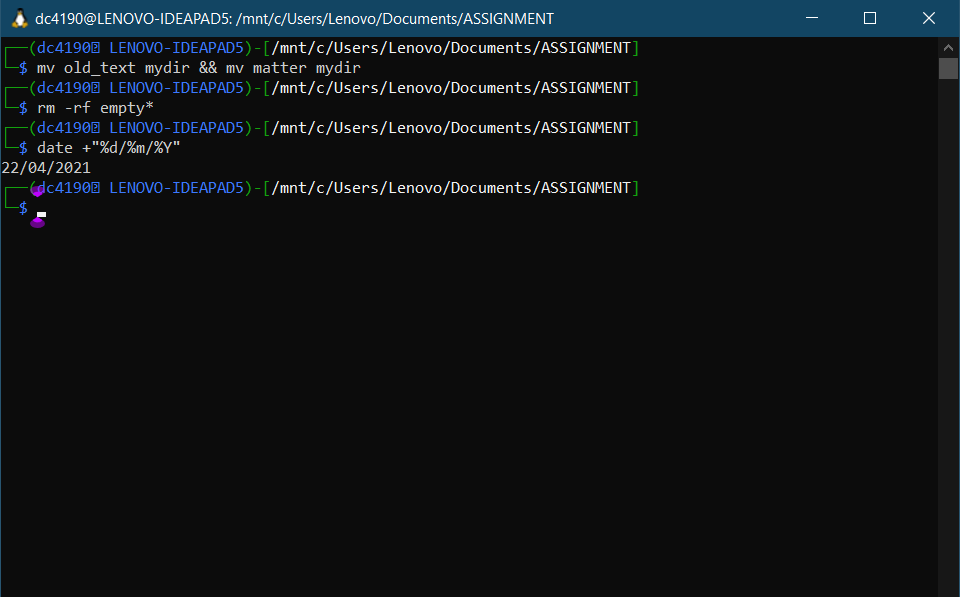 dc4190@LENOVO-IDEAPAD5: /mnt/c/Users/Lenovo/Documents/ASSIGNMENT
┌──(dc4190 LENOVO-IDEAPAD5)-[/mnt/c/Users/Lenovo/Documents/ASSIGNMENT]
└─$ mv old_text mydir && mv matter mydir
┌──(dc4190 LENOVO-IDEAPAD5)-[/mnt/c/Users/Lenovo/Documents/ASSIGNMENT]
└─$ rm -rf empty*
┌──(dc4190 LENOVO-IDEAPAD5)-[/mnt/c/Users/Lenovo/Documents/ASSIGNMENT]
└─$ date +"%d/%m/%Y"
22/04/2021
┌──(dc4190 LENOVO-IDEAPAD5)-[/mnt/c/Users/Lenovo/Documents/ASSIGNMENT]
└─$